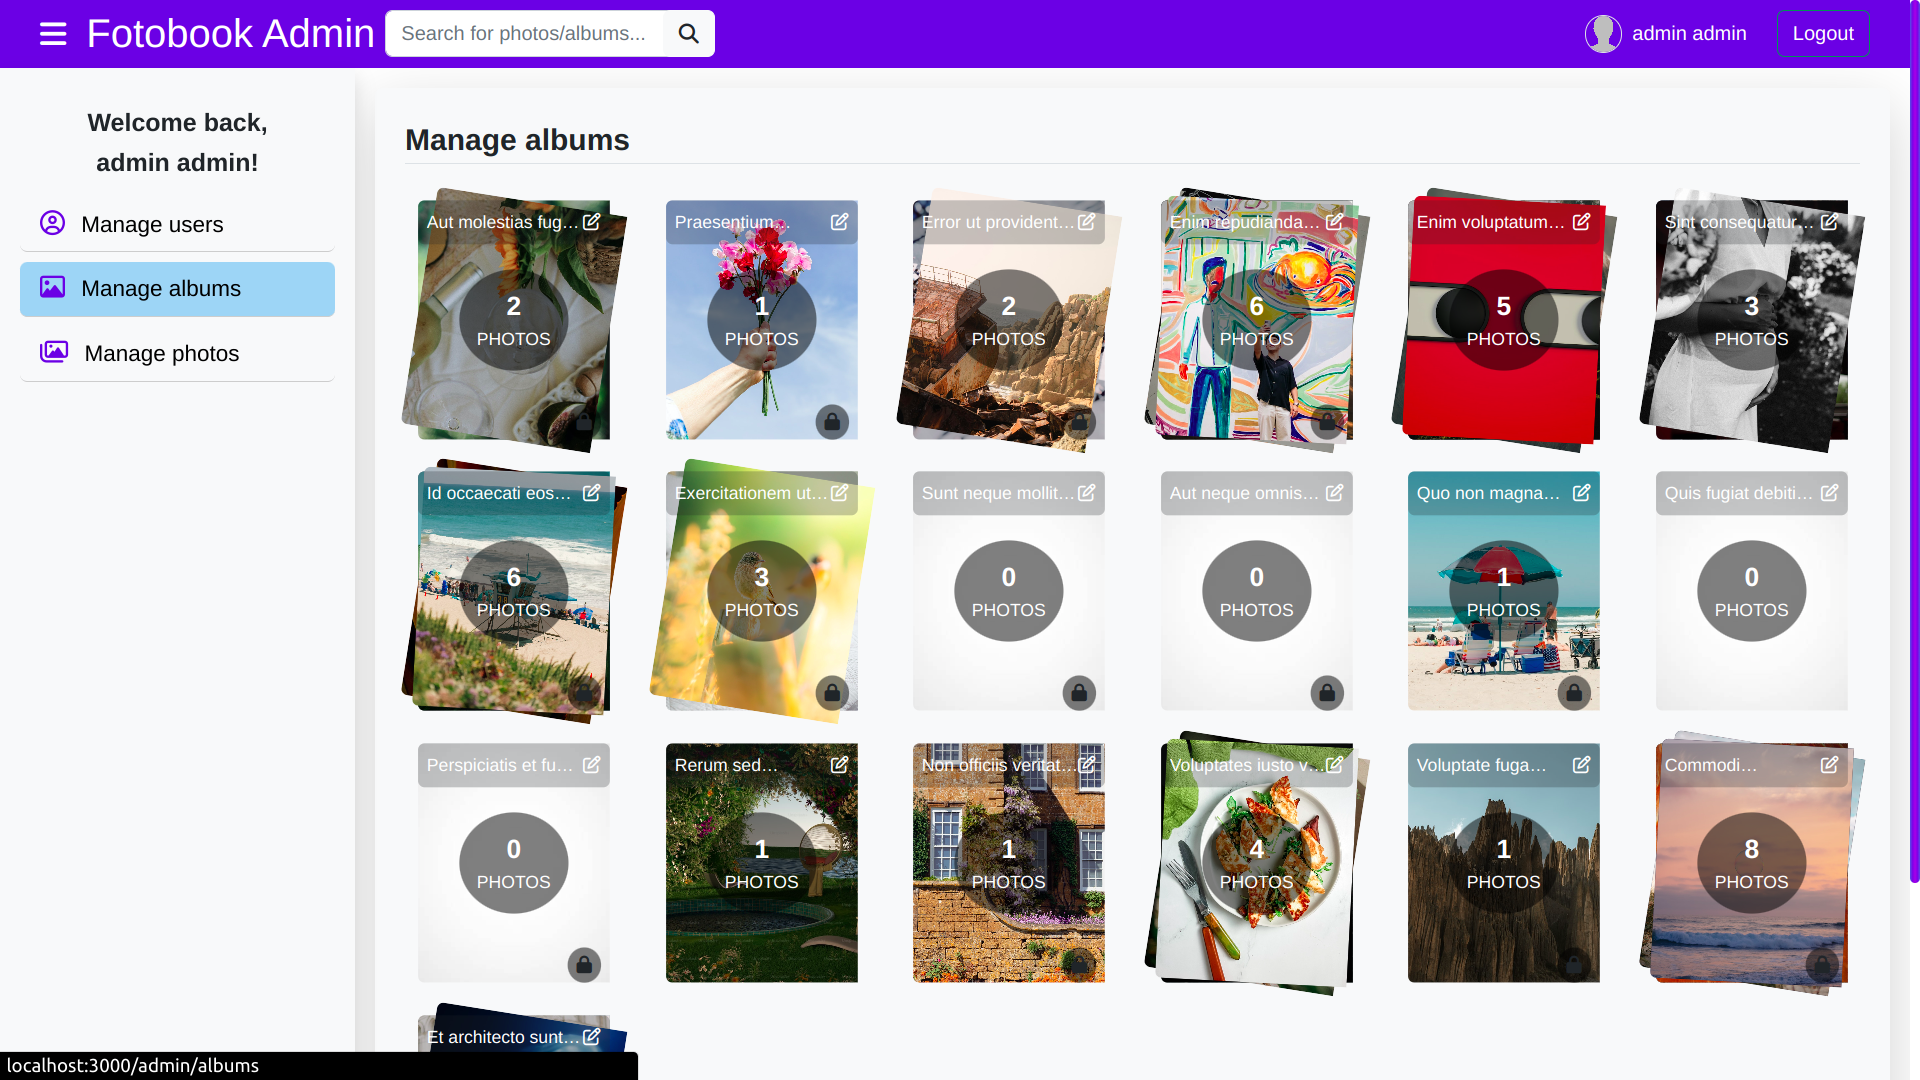 Fotobook Admin
Search for photos/albums...
admin admin
Logout
Welcome back,
admin admin!
Manage users
Manage albums
Manage photos
Manage albums
Aut molestias fug...
2
PHOTOS
Praesentium...
1
PHOTOS
Error ut provident...
2
PHOTOS
Enim repudianda...
6
PHOTOS
Enim voluptatum...
5
PHOTOS
Sint consequatur...
3
PHOTOS
Id occaecati eos...
6
PHOTOS
Exercitationem ut...
3
PHOTOS
Sunt neque mollit...
0
PHOTOS
Aut neque omnis...
0
PHOTOS
Quo non magna...
1
PHOTOS
Quis fugiat debiti...
0
PHOTOS
Perspiciatis et fu...
0
PHOTOS
Rerum sed...
1
PHOTOS
Non officiis veritat...
1
PHOTOS
Voluptates iusto v...
4
PHOTOS
Voluptate fuga...
1
PHOTOS
Commodi...
8
PHOTOS
Et architecto sunt...
localhost:3000/admin/albums